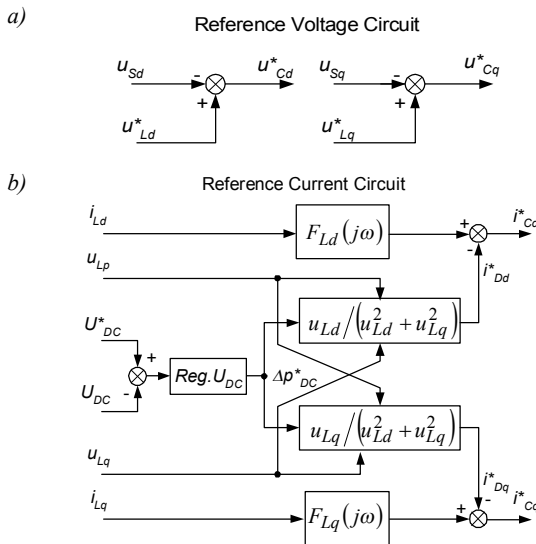 a)
Reference Voltage Circuit
u_Sd - u*_Cd u_Sq - u*_Cq
+ +
u*_Ld u*_Lq
b)
Reference Current Circuit
i_Ld F_Ld(jω) + i*_Cd
-
u_Lp i*_Dd
u_Ld/(u²_Ld+u²_Lq)
U*_DC
+
Reg.U_DC Δp*_DC
-
U_DC
u_Lq/(u²_Ld+u²_Lq)
u_Lq
i*_Dq
i_Lq F_Lq(jω) + - i*_Cq